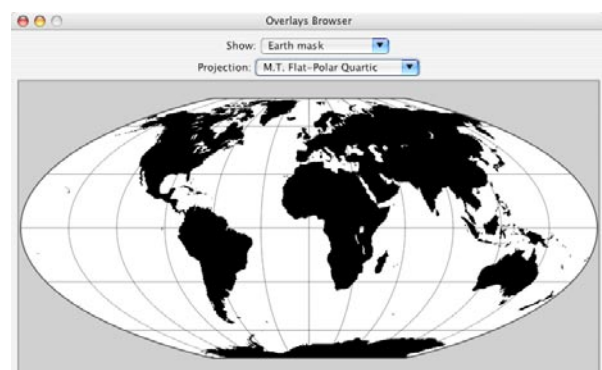 Overlays Browser
Show: Earth mask
Projection: M.T. Flat-Polar Quartic